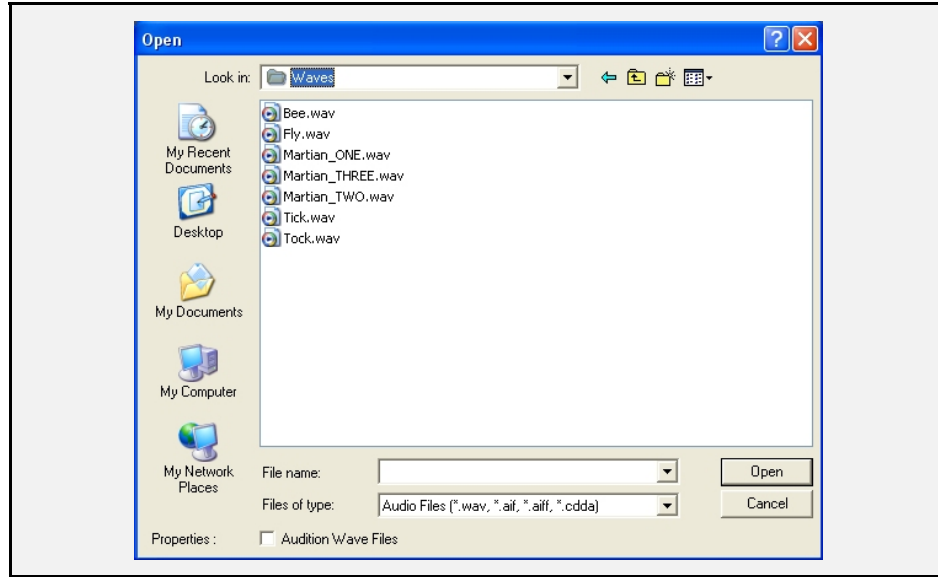 Open
Look in: Waves
My Recent
Documents
Desktop
My Documents
My Computer
My Network
Places
Bee.wav
Fly.wav
Martian_ONE.wav
Martian_THREE.wav
Martian_TWO.wav
Tick.wav
Tock.wav
File name:
Open
Files of type: Audio Files (*.wav, *.aif, *.aiff, *.cdda)
Cancel
Properties : Audition Wave Files